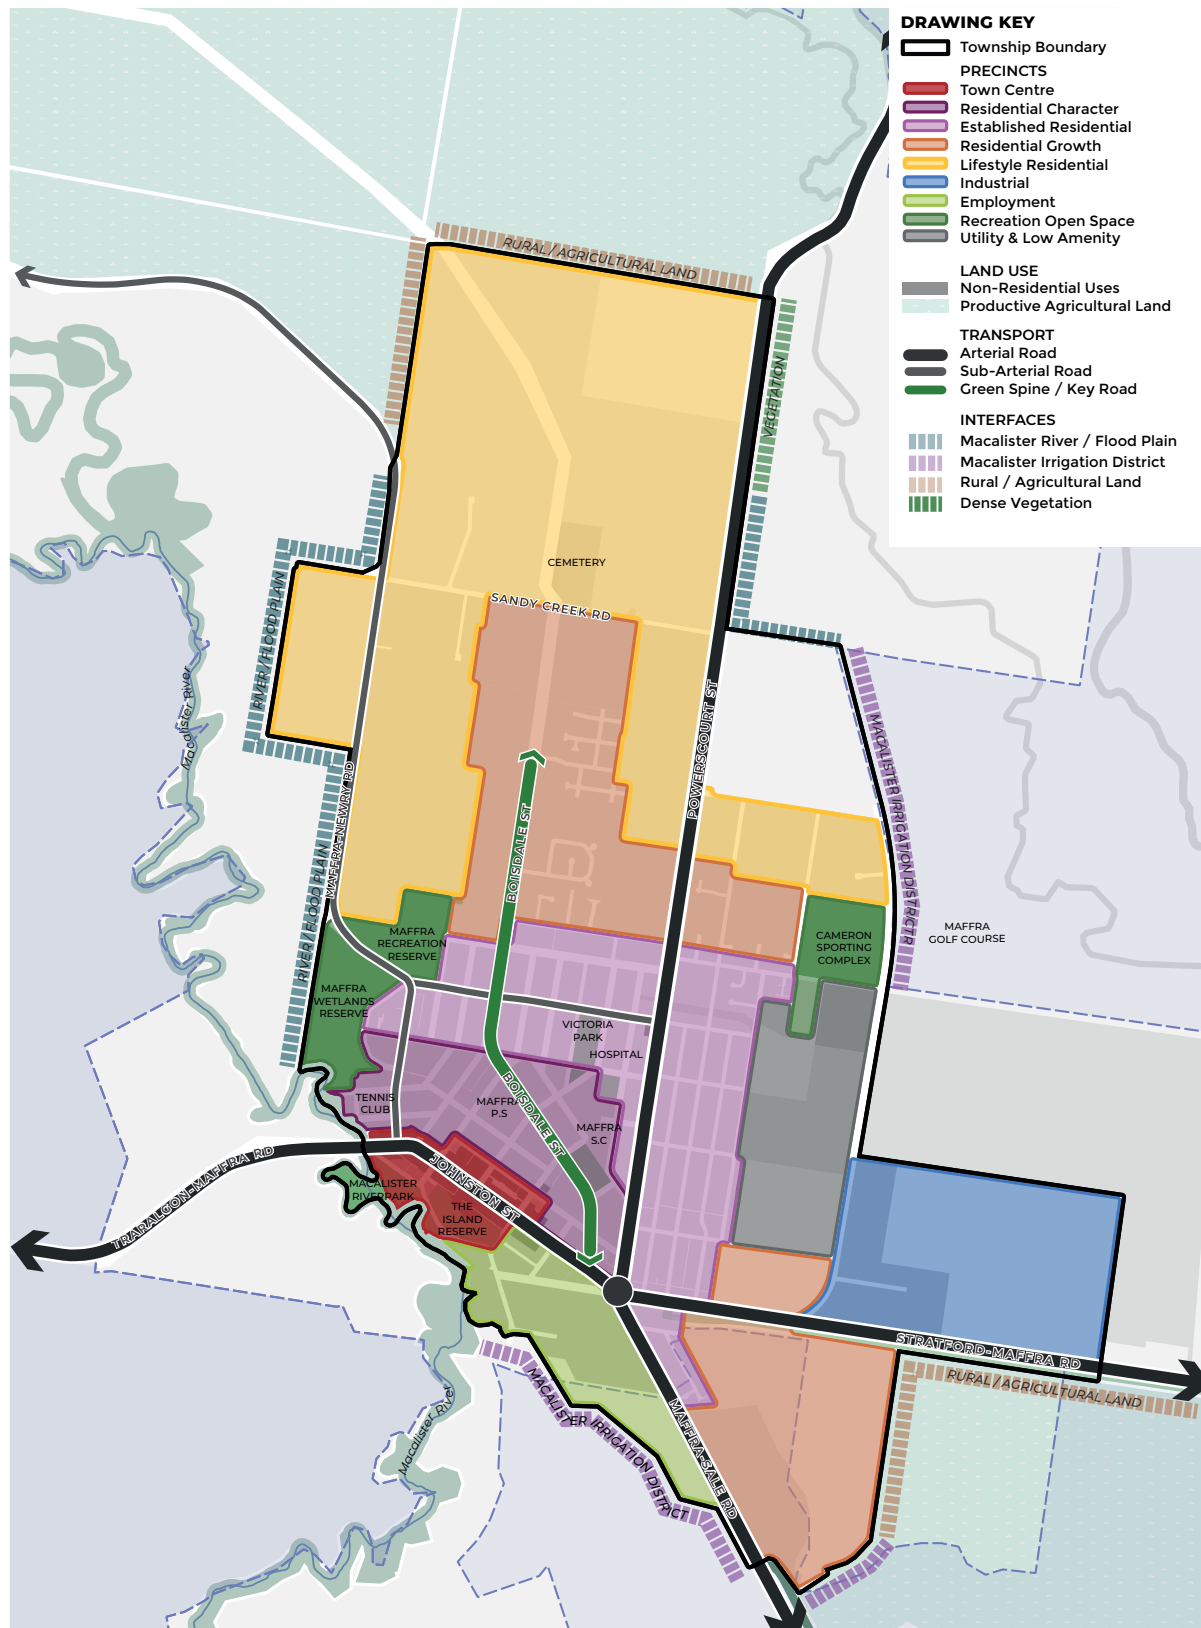 DRAWING KEY
Township Boundary
PRECINCTS
Town Centre
Residential Character
Established Residential
Residential Growth
Lifestyle Residential
Industrial
Employment
Recreation Open Space
Utility & Low Amenity
LAND USE
Non-Residential Uses
Productive Agricultural Land
TRANSPORT
Arterial Road
Sub-Arterial Road
Green Spine / Key Road
INTERFACES
Macalister River / Flood Plain
Macalister Irrigation District
Rural / Agricultural Land
Dense Vegetation
RURAL / AGRICULTURAL LAND
VEGETATION
CEMETERY
SANDY CREEK RD
RIVER / FLOOD PLAIN
Macalister River
POWERSCOURT ST
MACALISTER IRRIGATION DISTRICTR
MAFFRA-NEWRY RD
BOISDALE ST
RIVER / FLOOD PLAIN
MAFFRA
RECREATION
RESERVE
CAMERON
SPORTING
COMPLEX
MAFFRA
GOLF COURSE
MAFFRA
WETLANDS
RESERVE
VICTORIA
PARK
HOSPITAL
TENNIS
CLUB
MAFFRA
P.S
BOISDALE ST
MAFFRA
S.C
TRARALGON-MAFFRA RD
JOHNSTON ST
MACALISTER
RIVERPARK
THE
ISLAND
RESERVE
STRATFORD-MAFFRA RD
RURAL / AGRICULTURAL LAND
Macalister River
MACALISTER IRRIGATION DISTRICT
MAFFRA-SALE RD